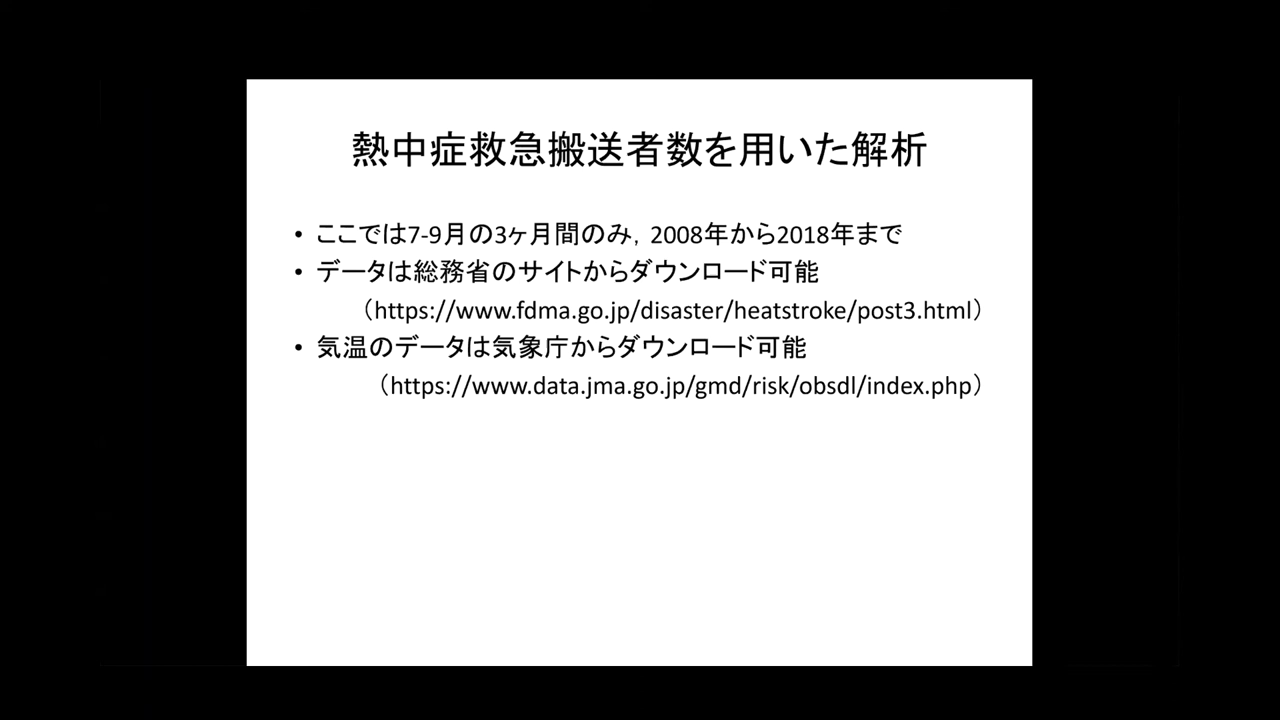 熱中症救急搬送者数を用いた解析
• ここでは7-9月の3ヶ月間のみ，2008年から2018年まで
• データは総務省のサイトからダウンロード可能
（https://www.fdma.go.jp/disaster/heatstroke/post3.html）
• 気温のデータは気象庁からダウンロード可能
（https://www.data.jma.go.jp/gmd/risk/obsdl/index.php）